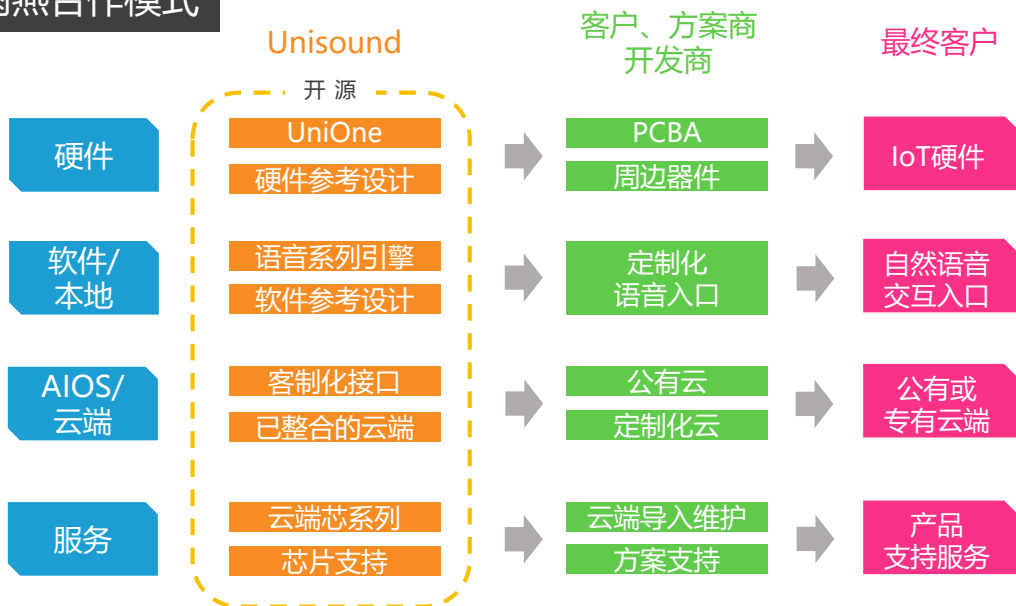 雨燕合作模式
Unisound
客户、方案商
开发商
最终客户
开源
硬件
UniOne
硬件参考设计
PCBA
周边器件
IoT硬件
软件/
本地
语音系列引擎
软件参考设计
定制化
语音入口
自然语音
交互入口
AIOS/
云端
客制化接口
已整合的云端
公有云
定制化云
公有或
专有云端
服务
云端芯系列
芯片支持
云端导入维护
方案支持
产品
支持服务